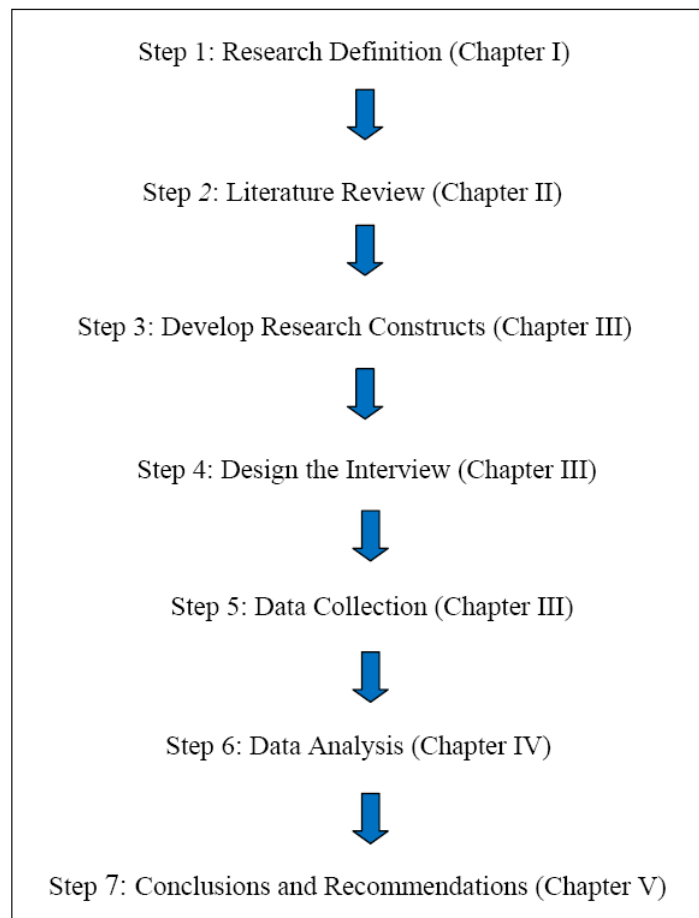 Step 1: Research Definition (Chapter I)
Step 2: Literature Review (Chapter II)
Step 3: Develop Research Constructs (Chapter III)
Step 4: Design the Interview (Chapter III)
Step 5: Data Collection (Chapter III)
Step 6: Data Analysis (Chapter IV)
Step 7: Conclusions and Recommendations (Chapter V)